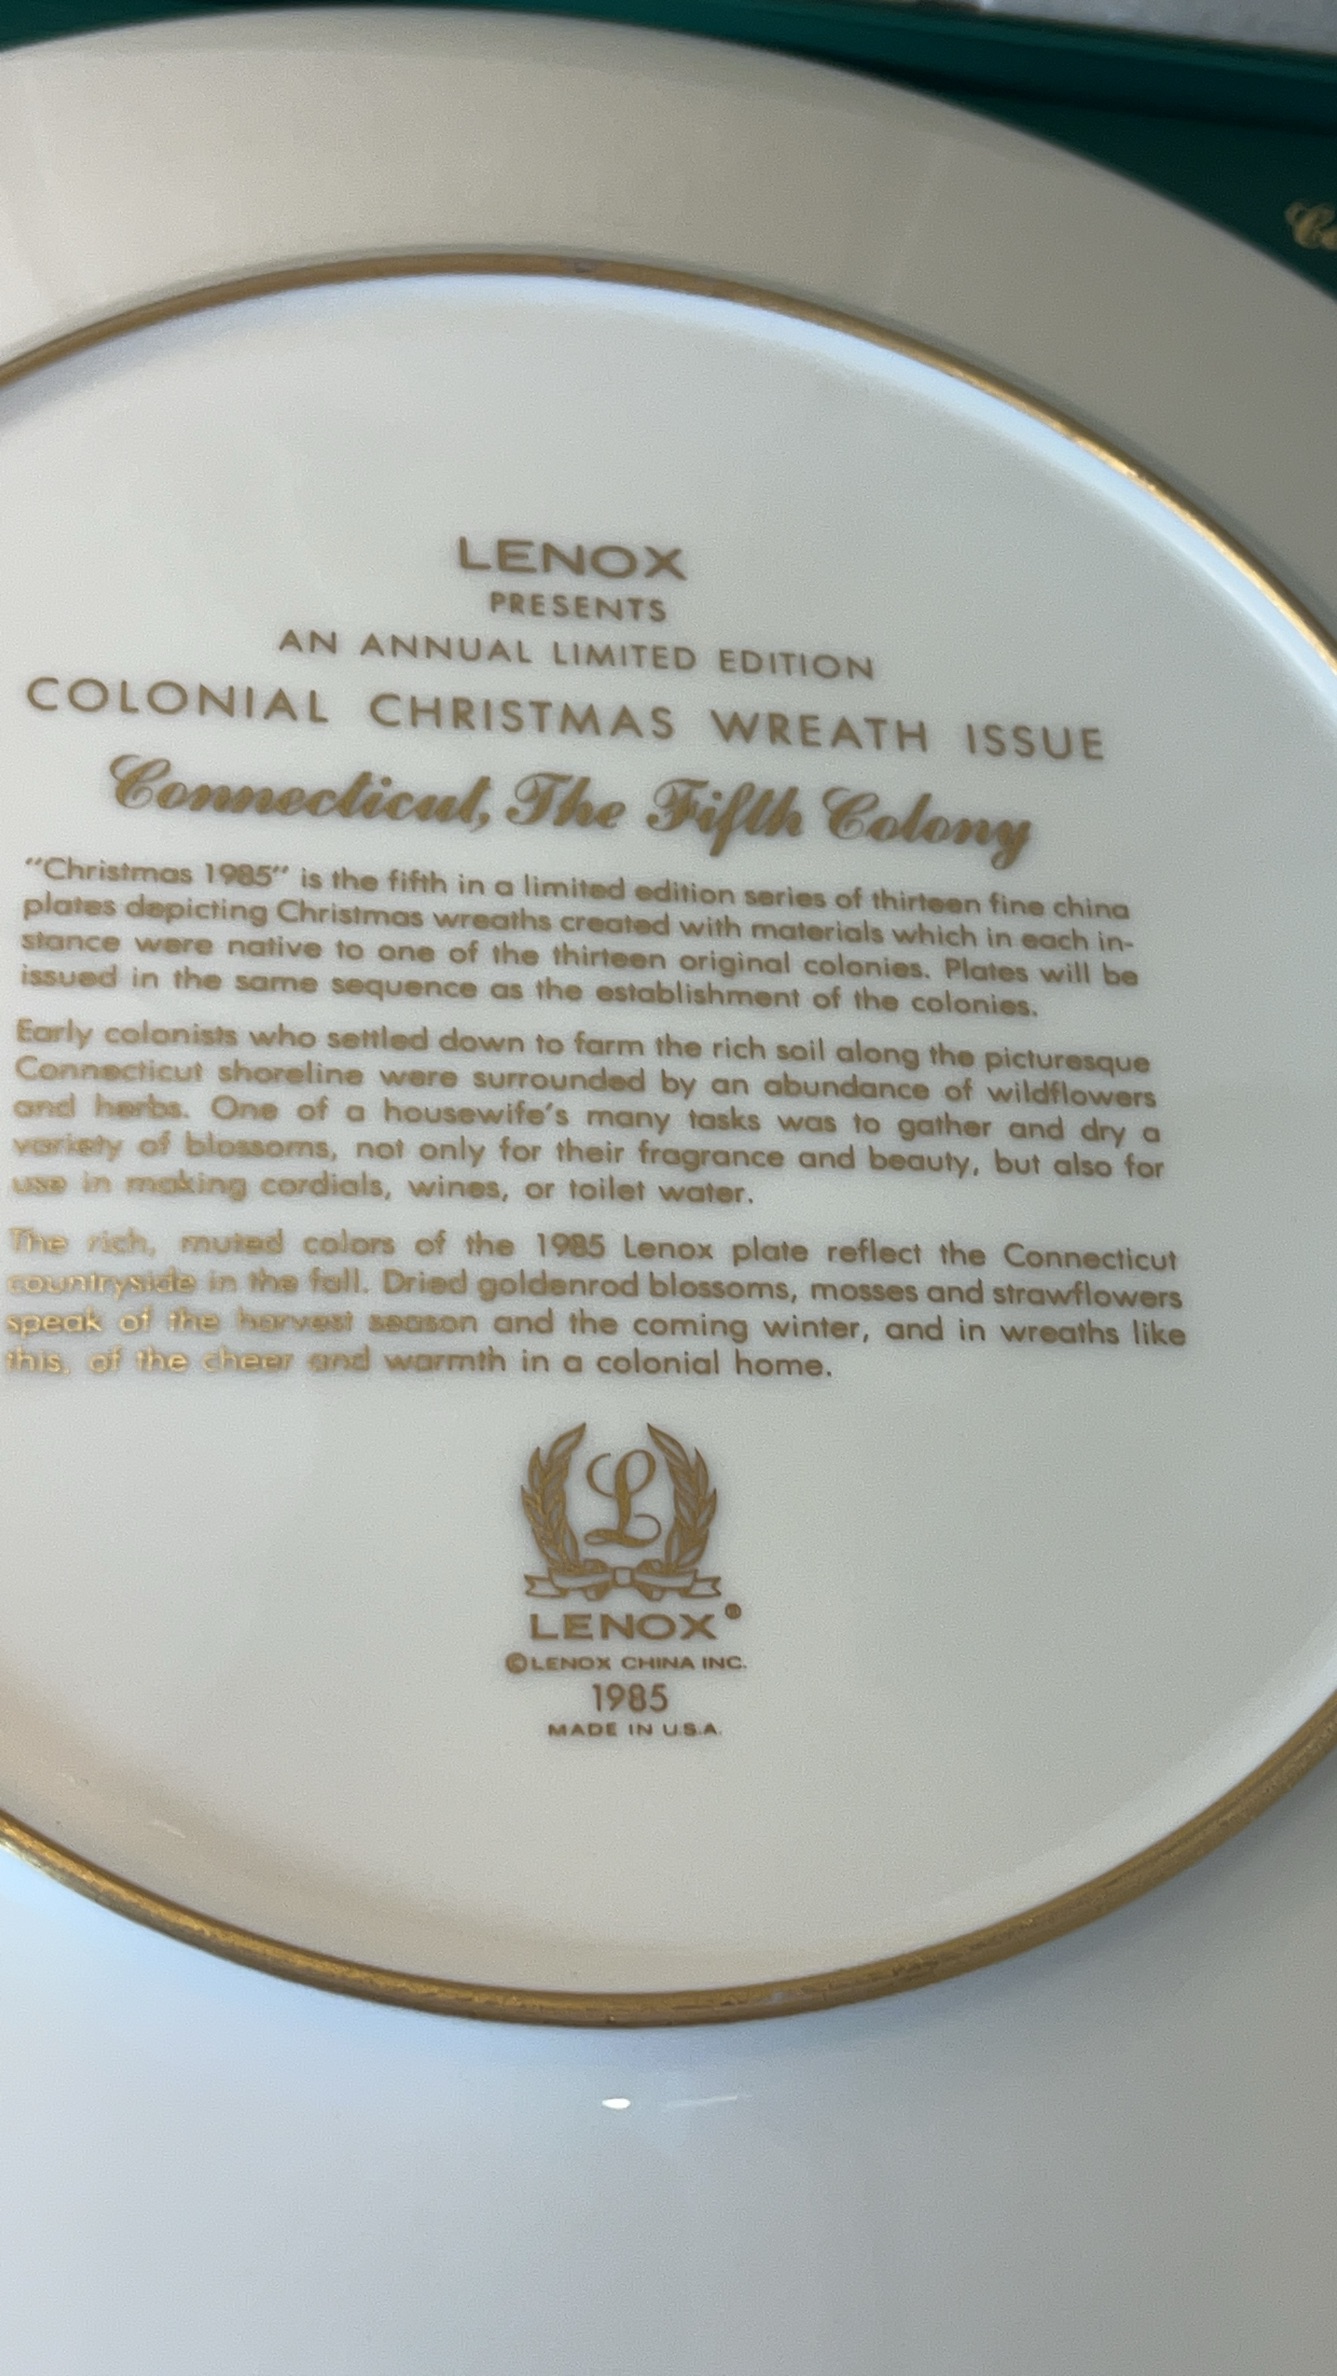 Co
LENOX
PRESENTS
AN ANNUAL LIMITED EDITION
COLONIAL CHRISTMAS WREATH ISSUE
Connecticut, The Fifth Colony
“Christmas 1985” is the fifth in a limited edition series of thirteen fine china
plates depicting Christmas wreaths created with materials which in each in-
stance were native to one of the thirteen original colonies. Plates will be
issued in the same sequence as the establishment of the colonies.
Early colonists who settled down to farm the rich soil along the picturesque
Connecticut shoreline were surrounded by an abundance of wildflowers
and herbs. One of a housewife's many tasks was to gather and dry a
variety of blossoms, not only for their fragrance and beauty, but also for
use in making cordials, wines, or toilet water.
The rich, muted colors of the 1985 Lenox plate reflect the Connecticut
countryside in the fall. Dried goldenrod blossoms, mosses and strawflowers
speak of the harvest season and the coming winter, and in wreaths like
this, of the cheer and warmth in a colonial home.
L
LENOX®
©LENOX CHINA INC.
1985
MADE IN U.S.A.